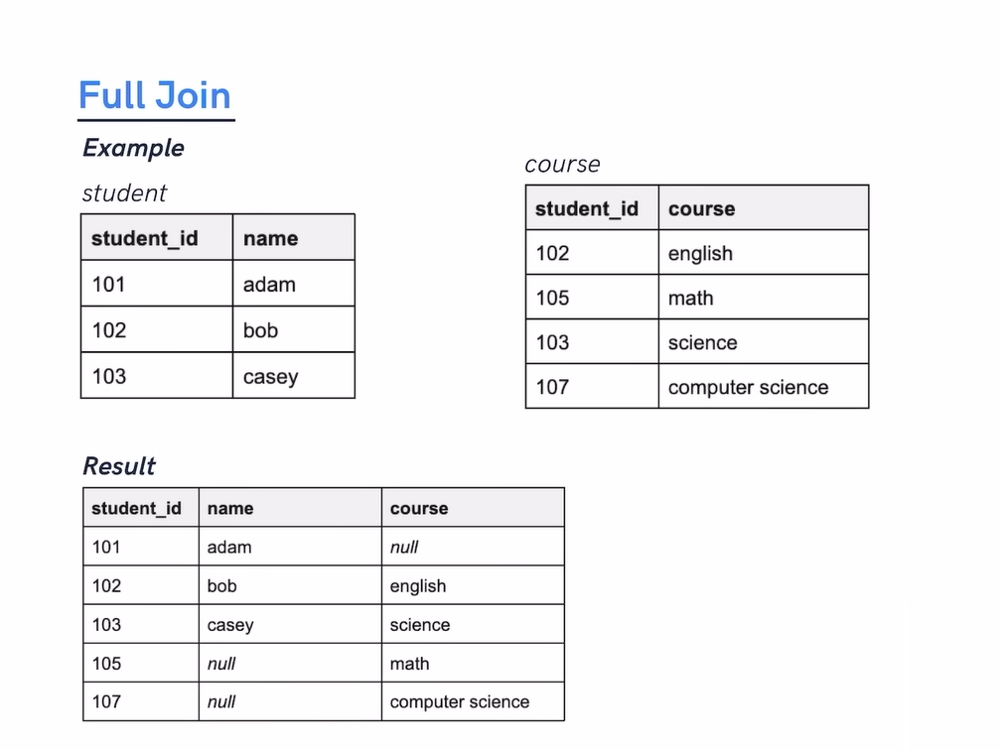 Full Join
Example
student
student_id name
101 adam
102 bob
103 casey
course
student_id course
102 english
105 math
103 science
107 computer science
Result
student_id name course
101 adam null
102 bob english
103 casey science
105 null math
107 null computer science